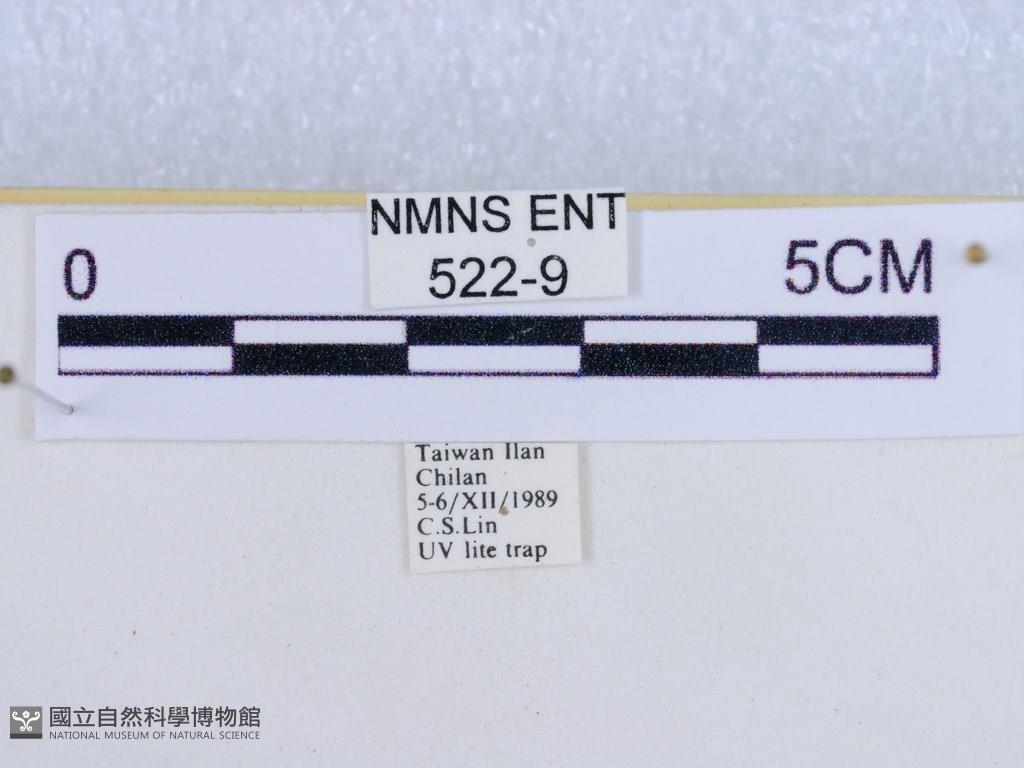 NMNS ENT
522-9
0
5CM
Taiwan Ilan
Chilan
5-6/XII/1989
C.S.Lin
UV lite trap
國立自然科學博物館
NATIONAL MUSEUM OF NATURAL SCIENCE